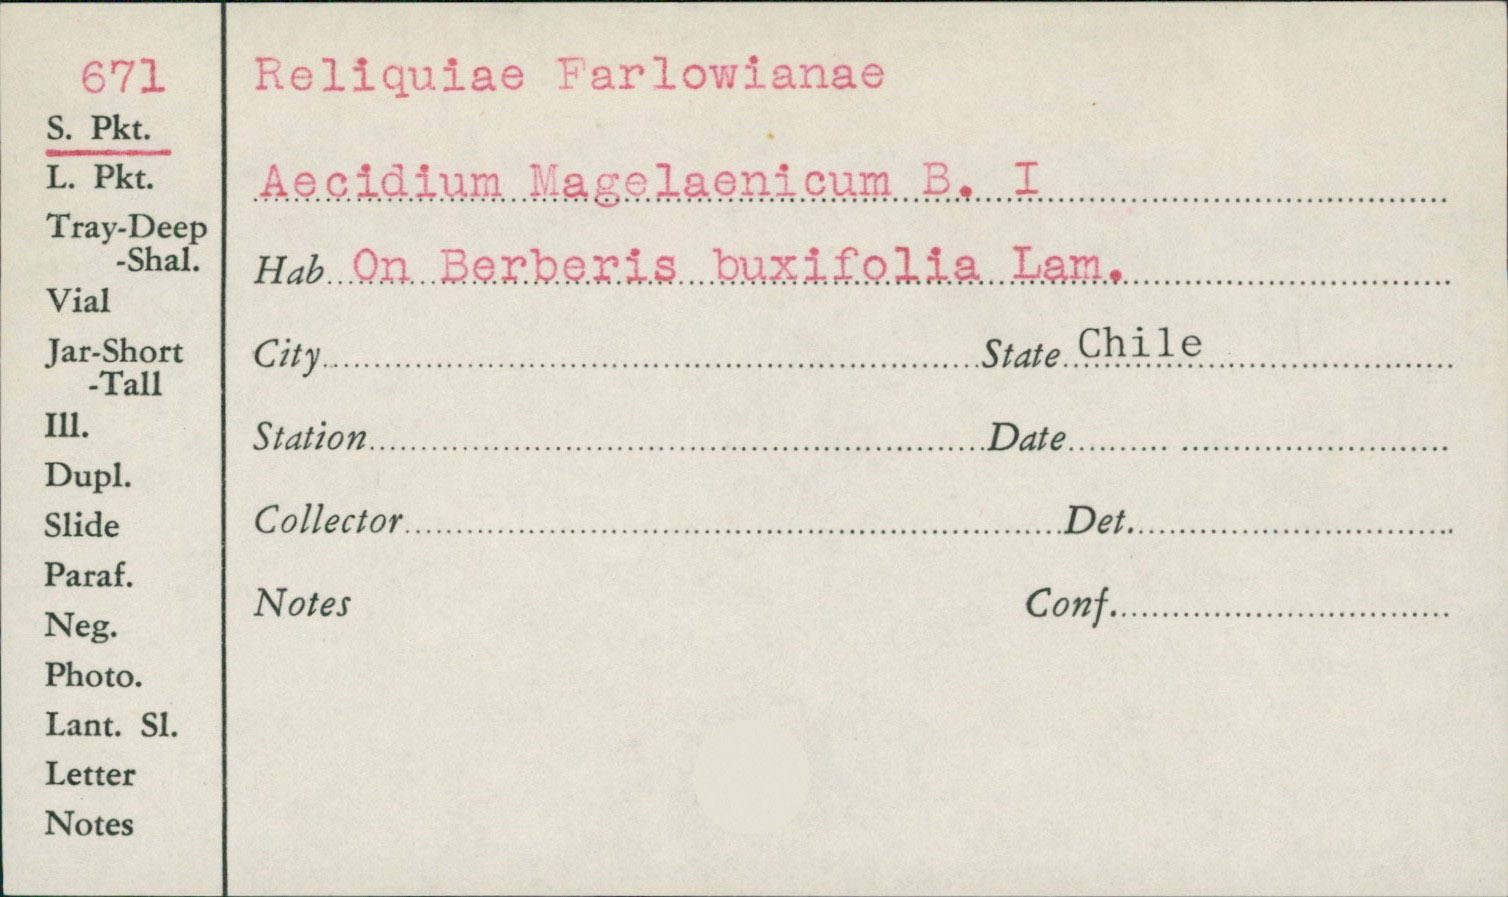 671
S. Pkt.
L. Pkt.
Tray-Deep
-Shal.
Vial
Jar-Short
-Tall
Ill.
Dupl.
Slide
Paraf.
Neg.
Photo.
Lant. Sl.
Letter
Notes
Reliquiae Farlowianae
Aecidium Magelaenicum B. I
Hab On Berberis buxifolia Lam.
City State Chile
Station Date
Collector Det.
Notes Conf.